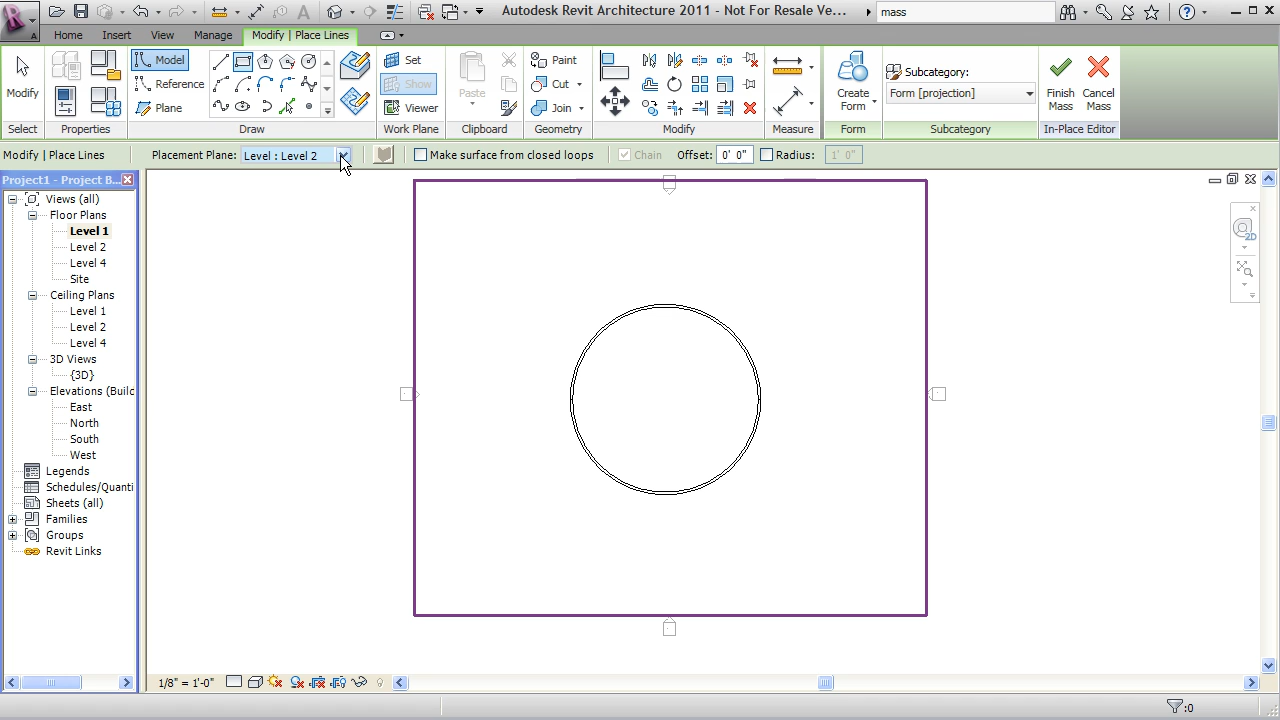 Autodesk Revit Architecture 2011 - Not For Resale Ve...
mass
Home
Insert
View
Manage
Modify | Place Lines
Modify
Model
Reference
Plane
Set
Show
Viewer
Paste
Paint
Cut
Join
Create
Form
Subcategory:
Form [projection]
Finish
Mass
Cancel
Mass
Select
Properties
Draw
Work Plane
Clipboard
Geometry
Modify
Measure
Form
Subcategory
In-Place Editor
Modify | Place Lines
Placement Plane:
Level : Level 2
Make surface from closed loops
Chain
Offset:
0' 0"
Radius:
1' 0"
Project1 - Project B...
Views (all)
Floor Plans
Level 1
Level 2
Level 4
Site
Ceiling Plans
Level 1
Level 2
Level 4
3D Views
{3D}
Elevations (Build
East
North
South
West
Legends
Schedules/Quanti
Sheets (all)
Families
Groups
Revit Links
2D
1/8" = 1'-0"
:0